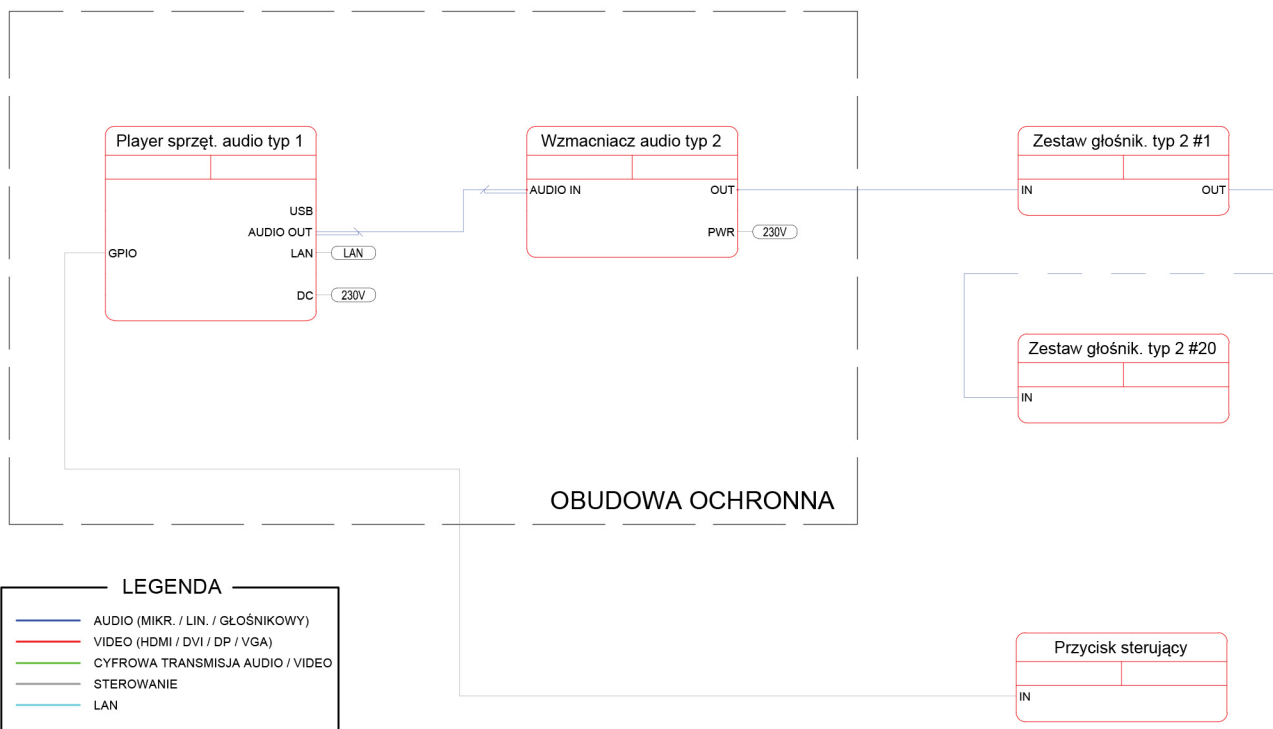 Player sprzęt. audio typ 1
USB
AUDIO OUT
GPIO
LAN
LAN
DC
230V
Wzmacniacz audio typ 2
AUDIO IN
OUT
PWR
230V
Zestaw głośnik. typ 2 #1
IN
OUT
Zestaw głośnik. typ 2 #20
IN
OBUDOWA OCHRONNA
LEGENDA
AUDIO (MIKR. / LIN. / GŁOŚNIKOWY)
VIDEO (HDMI / DVI / DP / VGA)
CYFROWA TRANSMISJA AUDIO / VIDEO
STEROWANIE
LAN
Przycisk sterujący
IN